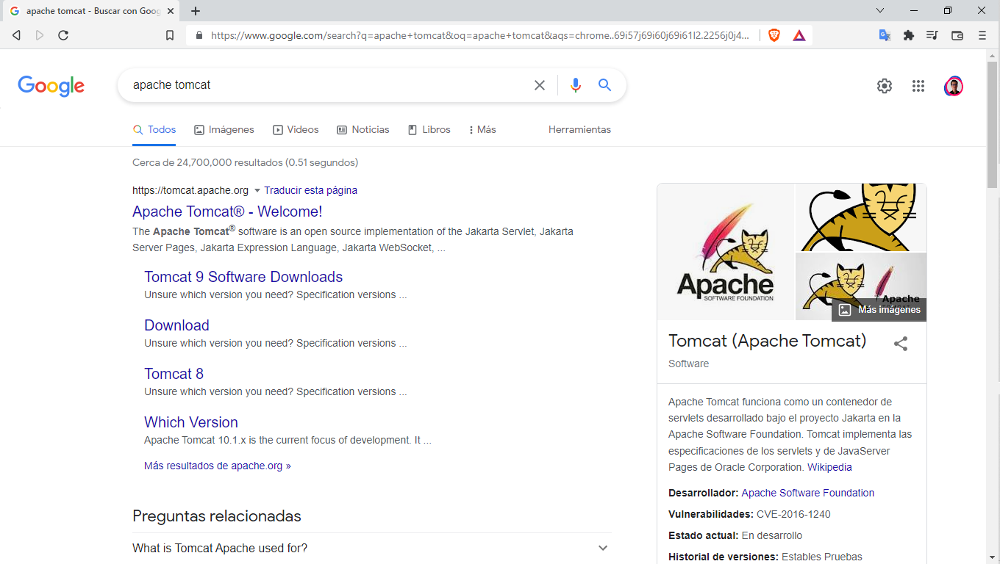 apache tomcat - Buscar con Goog
https://www.google.com/search?q=apache+tomcat&oq=apache+tomcat&aqs=chrome..69i57j69i60j69i61l2.2256j0j4...
Google
apache tomcat
Todos
Imágenes
Videos
Noticias
Libros
Más
Herramientas
Cerca de 24,700,000 resultados (0.51 segundos)
https://tomcat.apache.org
Traducir esta página
Apache Tomcat® - Welcome!
The Apache Tomcat® software is an open source implementation of the Jakarta Servlet, Jakarta
Server Pages, Jakarta Expression Language, Jakarta WebSocket, ...
Tomcat 9 Software Downloads
Unsure which version you need? Specification versions ...
Download
Unsure which version you need? Specification versions ...
Tomcat 8
Unsure which version you need? Specification versions ...
Which Version
Apache Tomcat 10.1.x is the current focus of development. It ...
Más resultados de apache.org »
Preguntas relacionadas
What is Tomcat Apache used for?
Apache
SOFTWARE FOUNDATION
Apache
Más imágenes
Tomcat (Apache Tomcat)
Software
Apache Tomcat funciona como un contenedor de
servlets desarrollado bajo el proyecto Jakarta en la
Apache Software Foundation. Tomcat implementa las
especificaciones de los servlets y de JavaServer
Pages de Oracle Corporation. Wikipedia
Desarrollador: Apache Software Foundation
Vulnerabilidades: CVE-2016-1240
Estado actual: En desarrollo
Historial de versiones: Estables Pruebas